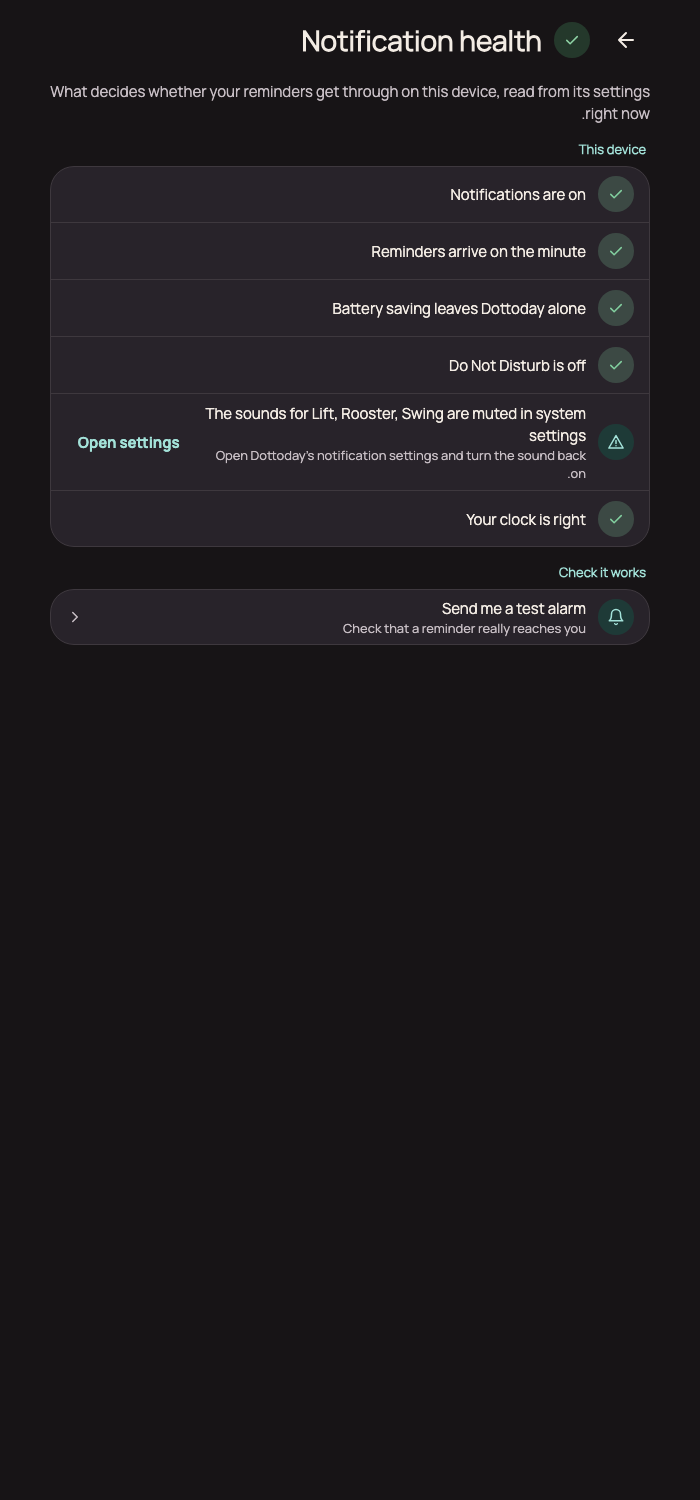 Notification health
What decides whether your reminders get through on this device, read from its settings
.right now
This device
Notifications are on
Reminders arrive on the minute
Battery saving leaves Dottoday alone
Do Not Disturb is off
The sounds for Lift, Rooster, Swing are muted in system
settings
Open Dottoday's notification settings and turn the sound back
.on
Open settings
Your clock is right
Check it works
Send me a test alarm
Check that a reminder really reaches you